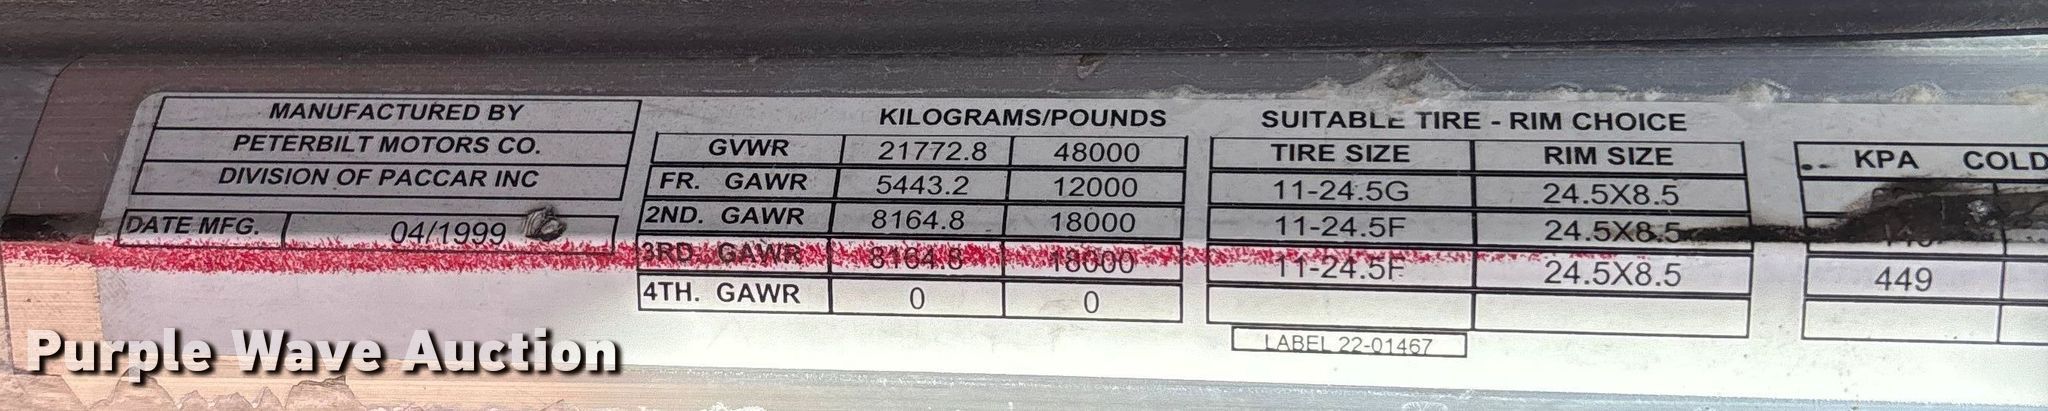 MANUFACTURED BY
PETERBILT MOTORS CO.
DIVISION OF PACCAR INC
DATE MFG. 04/1999
KILOGRAMS/POUNDS
GVWR 21772.8 48000
FR. GAWR 5443.2 12000
2ND. GAWR 8164.8 18000
3RD. GAWR 8164.8 18000
4TH. GAWR 0 0
SUITABLE TIRE - RIM CHOICE
TIRE SIZE RIM SIZE
11-24.5G 24.5X8.5
11-24.5F 24.5X8.5
11-24.5F 24.5X8.5
LABEL 22-01467
KPA COLD
449
Purple Wave Auction